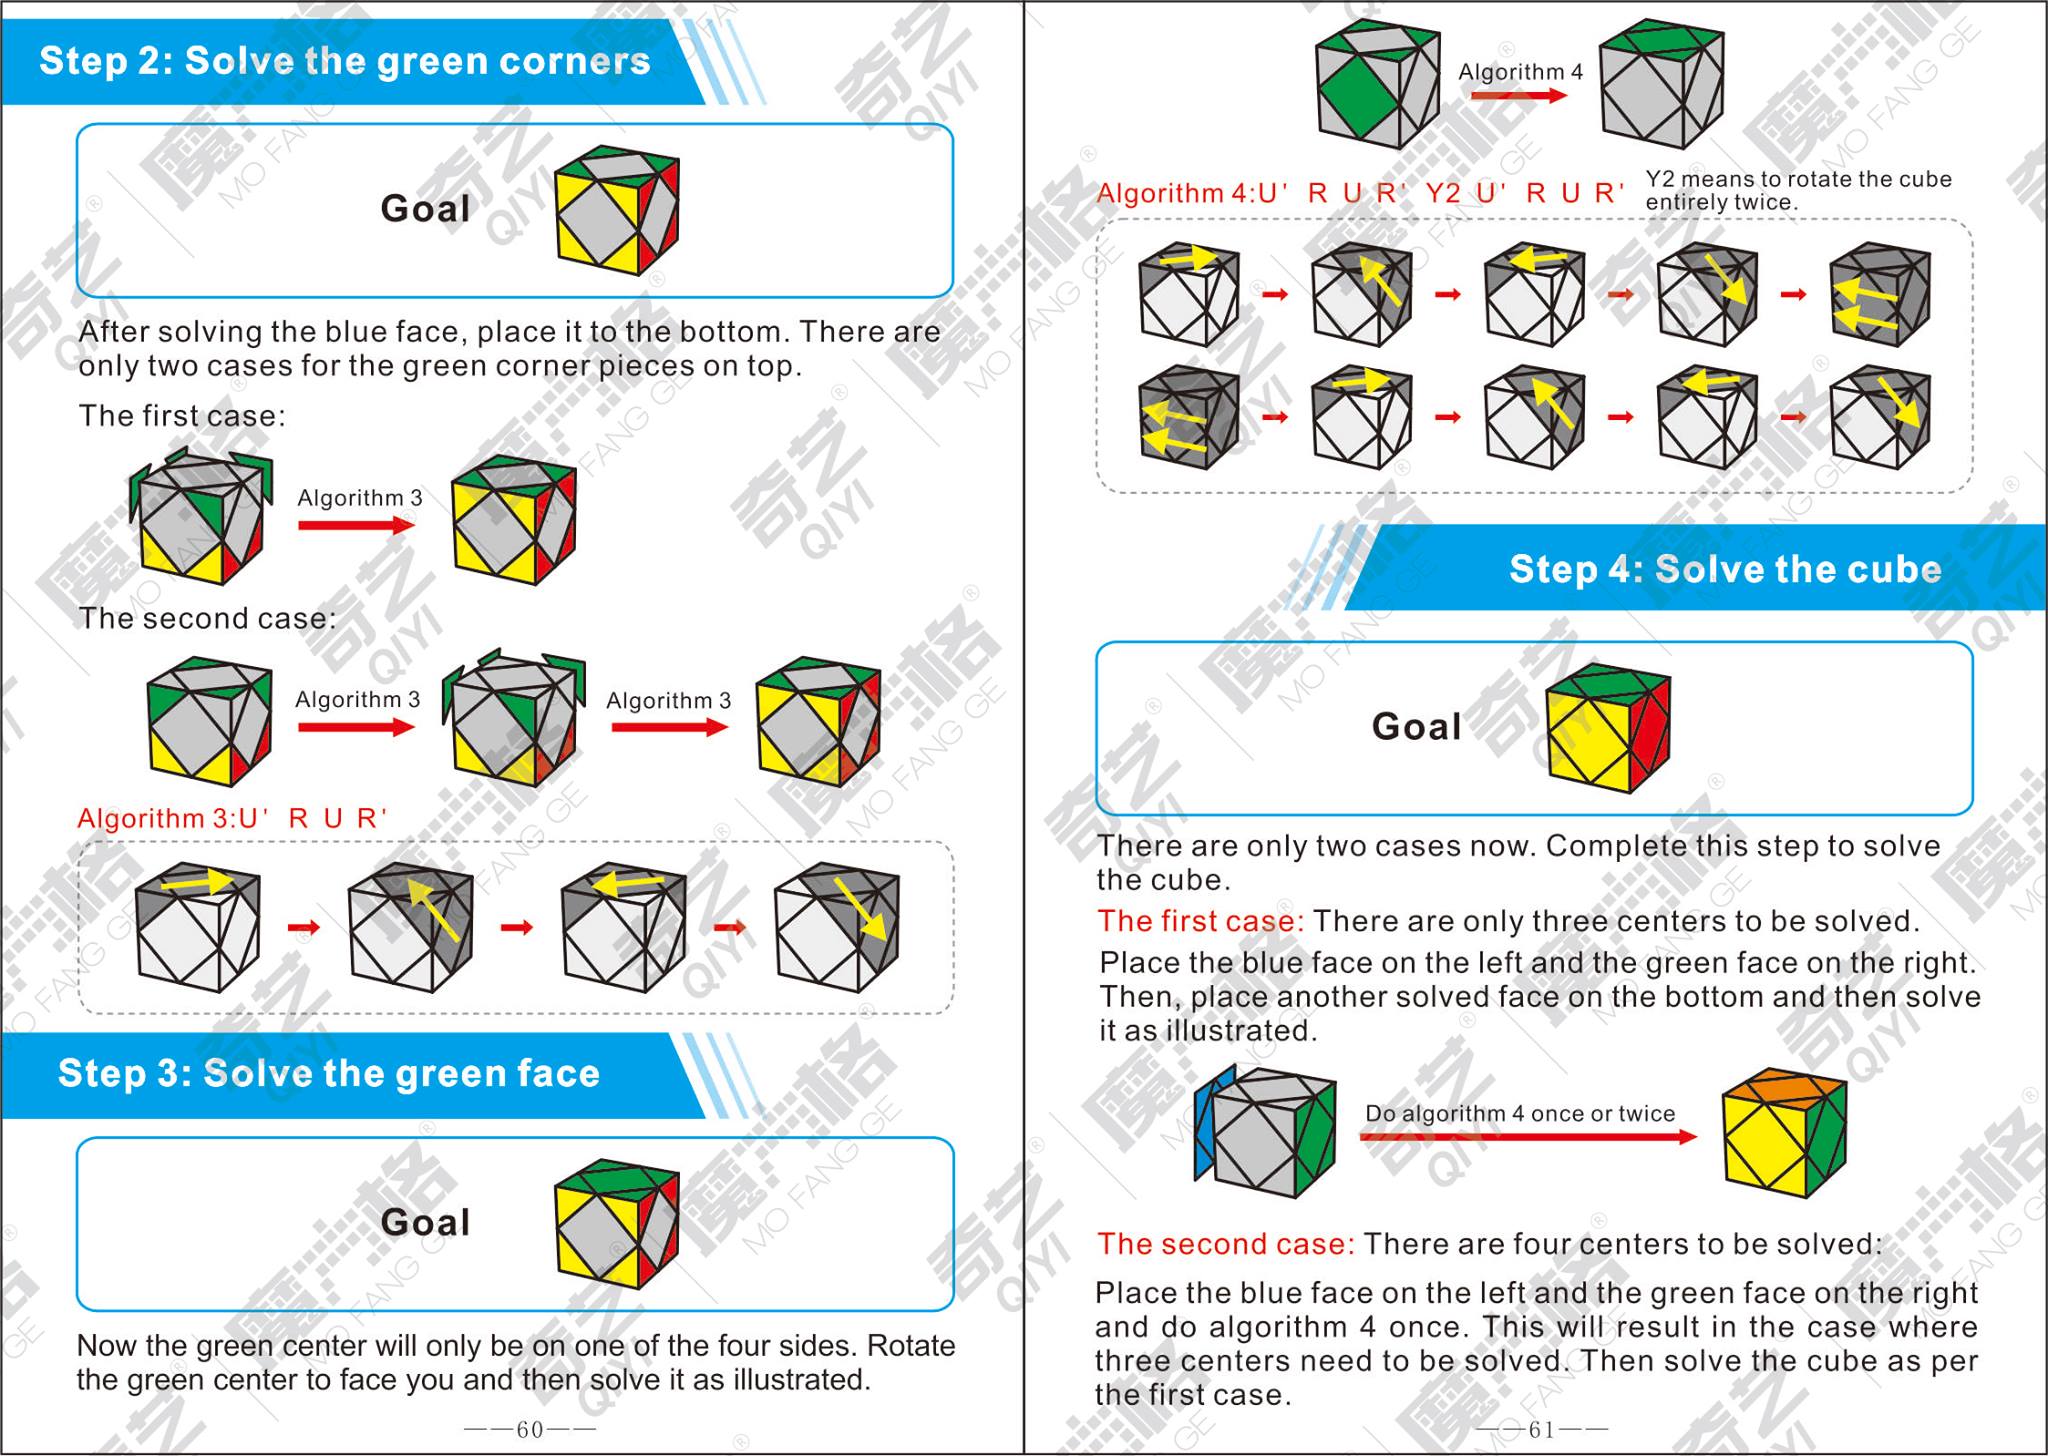 Step 2: Solve the green corners
Goal
After solving the blue face, place it to the bottom. There are
only two cases for the green corner pieces on top.
The first case:
Algorithm 3
The second case:
Algorithm 3
Algorithm 3
Algorithm 3:U' R U R'
Step 3: Solve the green face
Goal
Now the green center will only be on one of the four sides. Rotate
the green center to face you and then solve it as illustrated.
——60——
Algorithm 4
Algorithm 4:U' R U R' Y2 U' R U R'
Y2 means to rotate the cube
entirely twice.
Step 4: Solve the cube
Goal
There are only two cases now. Complete this step to solve
the cube.
The first case: There are only three centers to be solved.
Place the blue face on the left and the green face on the right.
Then, place another solved face on the bottom and then solve
it as illustrated.
Do algorithm 4 once or twice
The second case: There are four centers to be solved:
Place the blue face on the left and the green face on the right
and do algorithm 4 once. This will result in the case where
three centers need to be solved. Then solve the cube as per
the first case.
——61——
奇艺
QIYI
魔方格
MO FANG GE